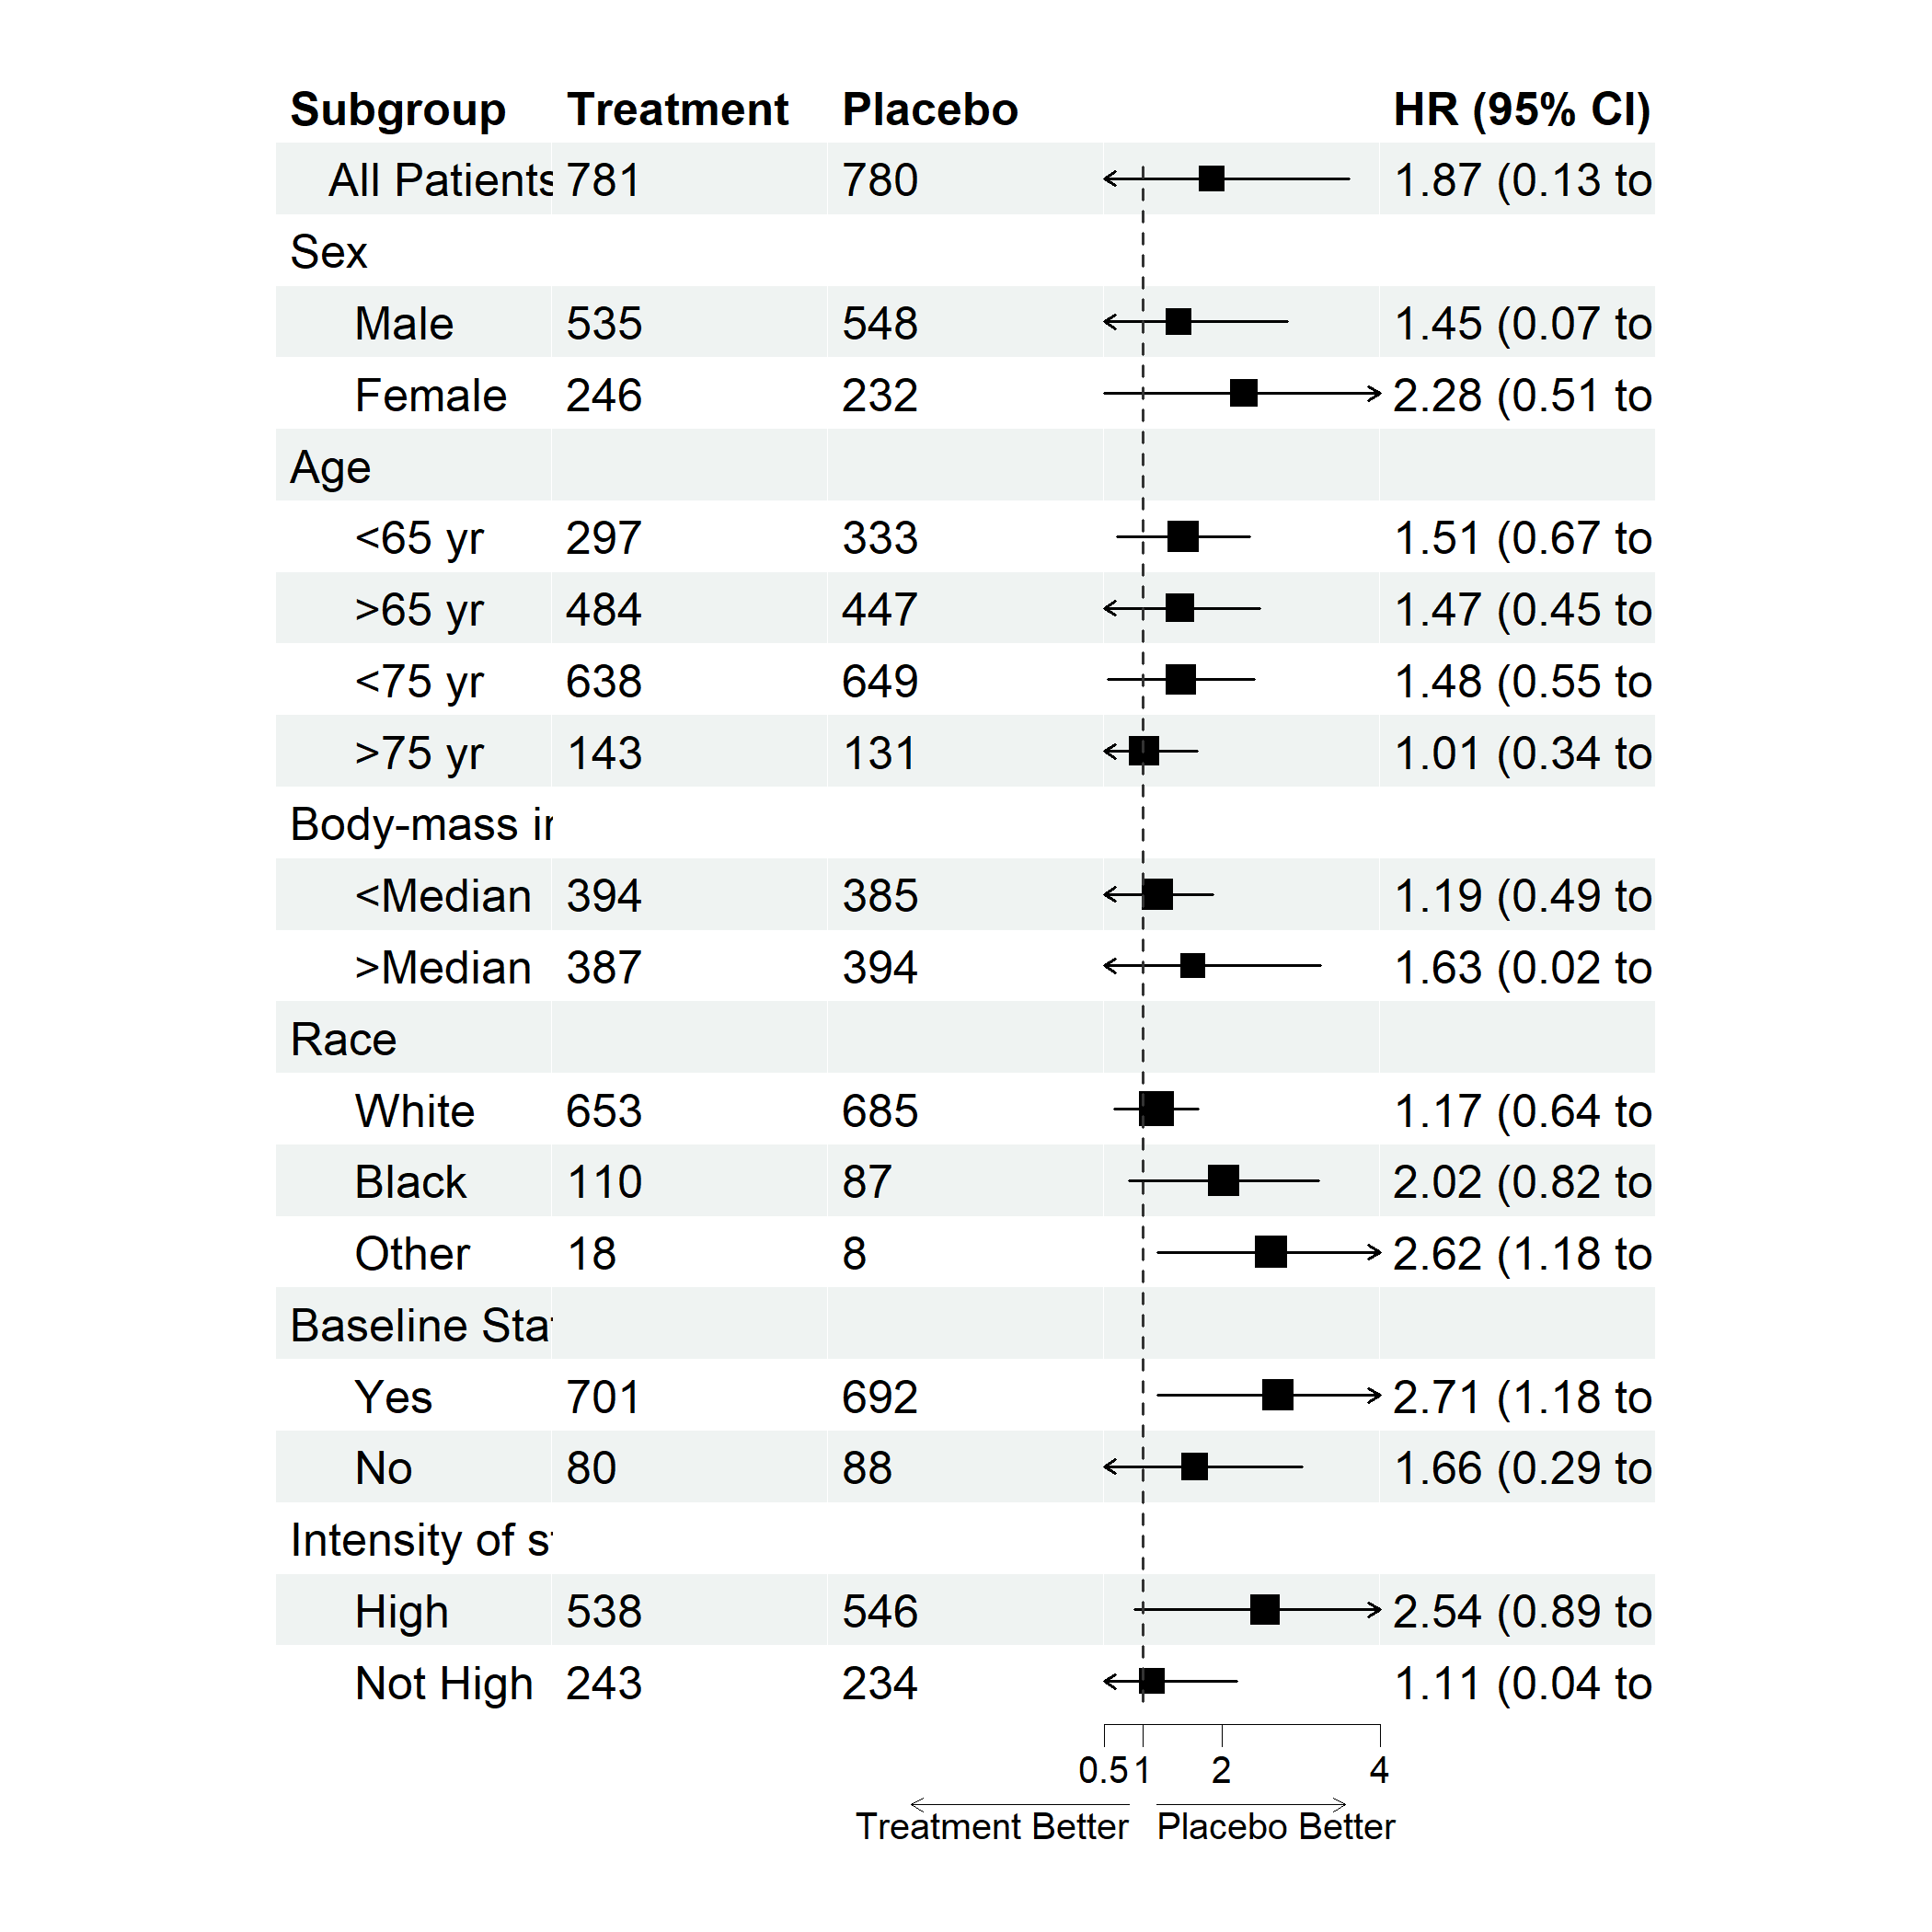 Subgroup Treatment Placebo HR (95% CI)
All Patients 781 780 1.87 (0.13 to
Sex
Male 535 548 1.45 (0.07 to
Female 246 232 2.28 (0.51 to
Age
<65 yr 297 333 1.51 (0.67 to
>65 yr 484 447 1.47 (0.45 to
<75 yr 638 649 1.48 (0.55 to
>75 yr 143 131 1.01 (0.34 to
Body-mass in
<Median 394 385 1.19 (0.49 to
>Median 387 394 1.63 (0.02 to
Race
White 653 685 1.17 (0.64 to
Black 110 87 2.02 (0.82 to
Other 18 8 2.62 (1.18 to
Baseline Stat
Yes 701 692 2.71 (1.18 to
No 80 88 1.66 (0.29 to
Intensity of st
High 538 546 2.54 (0.89 to
Not High 243 234 1.11 (0.04 to
0.5 1 2 4
Treatment Better Placebo Better